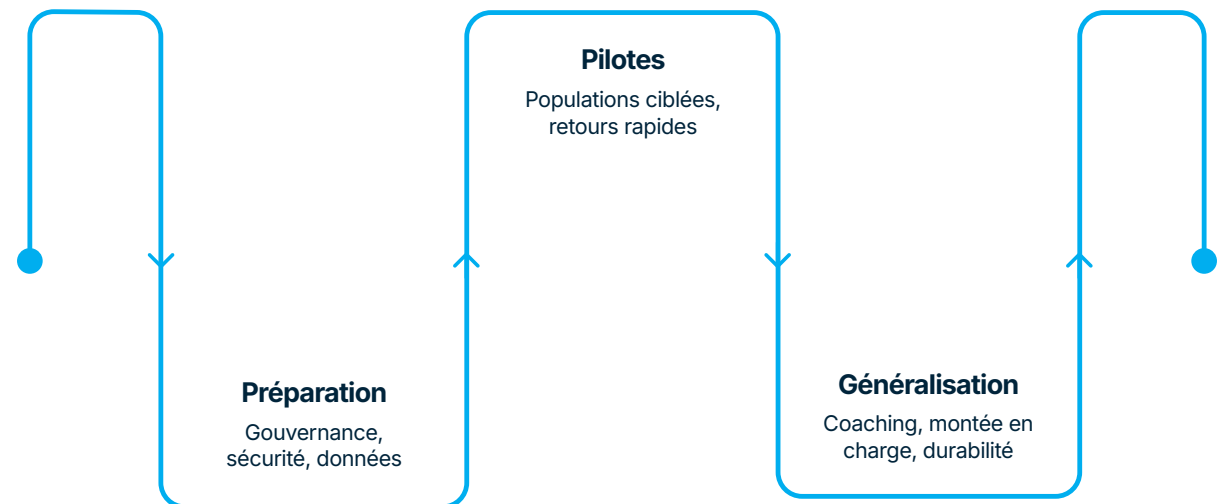 Préparation
Gouvernance,
sécurité, données
Pilotes
Populations ciblées,
retours rapides
Généralisation
Coaching, montée en
charge, durabilité